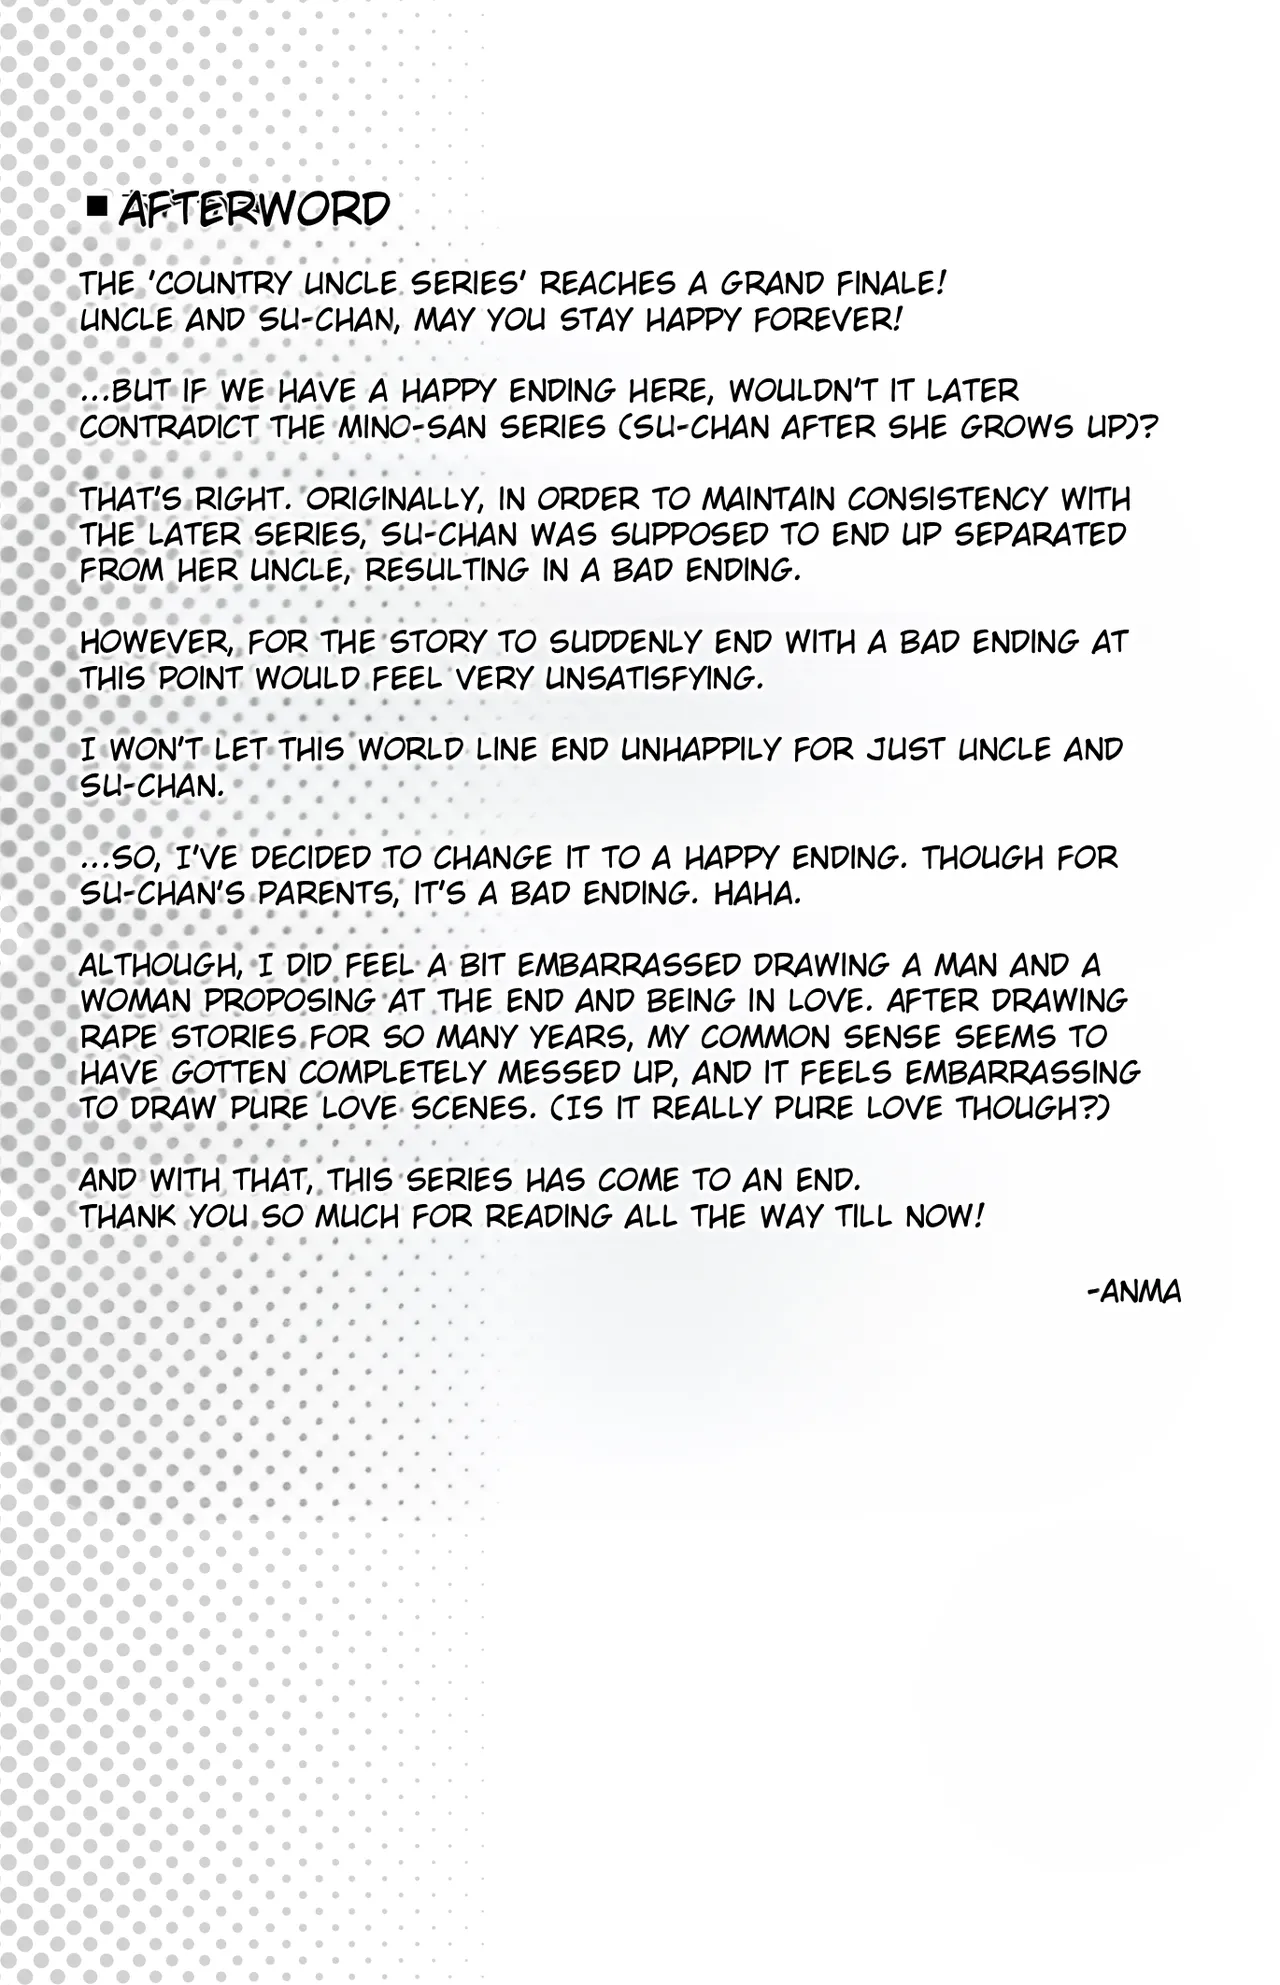 ■ AFTERWORD
THE 'COUNTRY UNCLE SERIES' REACHES A GRAND FINALE!
UNCLE AND SU-CHAN, MAY YOU STAY HAPPY FOREVER!
...BUT IF WE HAVE A HAPPY ENDING HERE, WOULDN'T IT LATER
CONTRADICT THE MINO-SAN SERIES (SU-CHAN AFTER SHE GROWS UP)?
THAT'S RIGHT. ORIGINALLY, IN ORDER TO MAINTAIN CONSISTENCY WITH
THE LATER SERIES, SU-CHAN WAS SUPPOSED TO END UP SEPARATED
FROM HER UNCLE, RESULTING IN A BAD ENDING.
HOWEVER, FOR THE STORY TO SUDDENLY END WITH A BAD ENDING AT
THIS POINT WOULD FEEL VERY UNSATISFYING.
I WON'T LET THIS WORLD LINE END UNHAPPILY FOR JUST UNCLE AND
SU-CHAN.
...SO, I'VE DECIDED TO CHANGE IT TO A HAPPY ENDING. THOUGH FOR
SU-CHAN'S PARENTS, IT'S A BAD ENDING. HAHA.
ALTHOUGH, I DID FEEL A BIT EMBARRASSED DRAWING A MAN AND A
WOMAN PROPOSING AT THE END AND BEING IN LOVE. AFTER DRAWING
RAPE STORIES FOR SO MANY YEARS, MY COMMON SENSE SEEMS TO
HAVE GOTTEN COMPLETELY MESSED UP, AND IT FEELS EMBARRASSING
TO DRAW PURE LOVE SCENES. (IS IT REALLY PURE LOVE THOUGH?)
AND WITH THAT, THIS SERIES HAS COME TO AN END.
THANK YOU SO MUCH FOR READING ALL THE WAY TILL NOW!
-ANMA